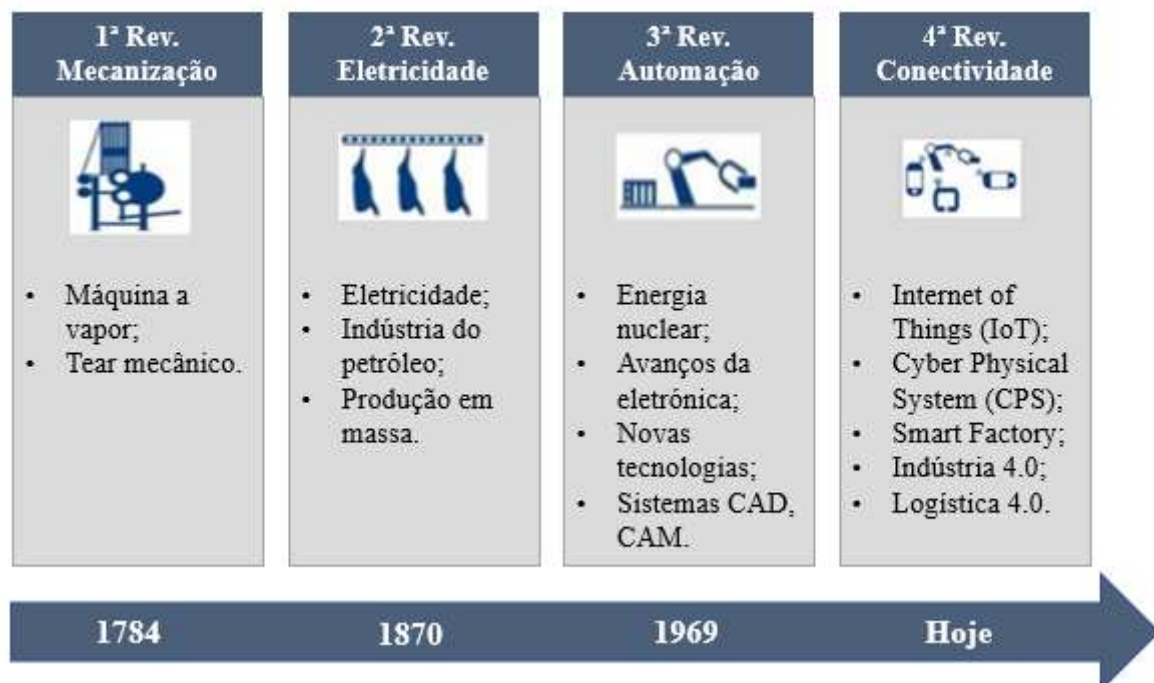 1ª Rev.
Mecanização
• Máquina a
vapor;
• Tear mecânico.
2ª Rev.
Eletricidade
• Eletricidade;
• Indústria do
petróleo;
• Produção em
massa.
3ª Rev.
Automação
• Energia
nuclear;
• Avanços da
eletrónica;
• Novas
tecnologias;
• Sistemas CAD,
CAM.
4ª Rev.
Conectividade
• Internet of
Things (IoT);
• Cyber Physical
System (CPS);
• Smart Factory;
• Indústria 4.0;
• Logística 4.0.
1784 1870 1969 Hoje